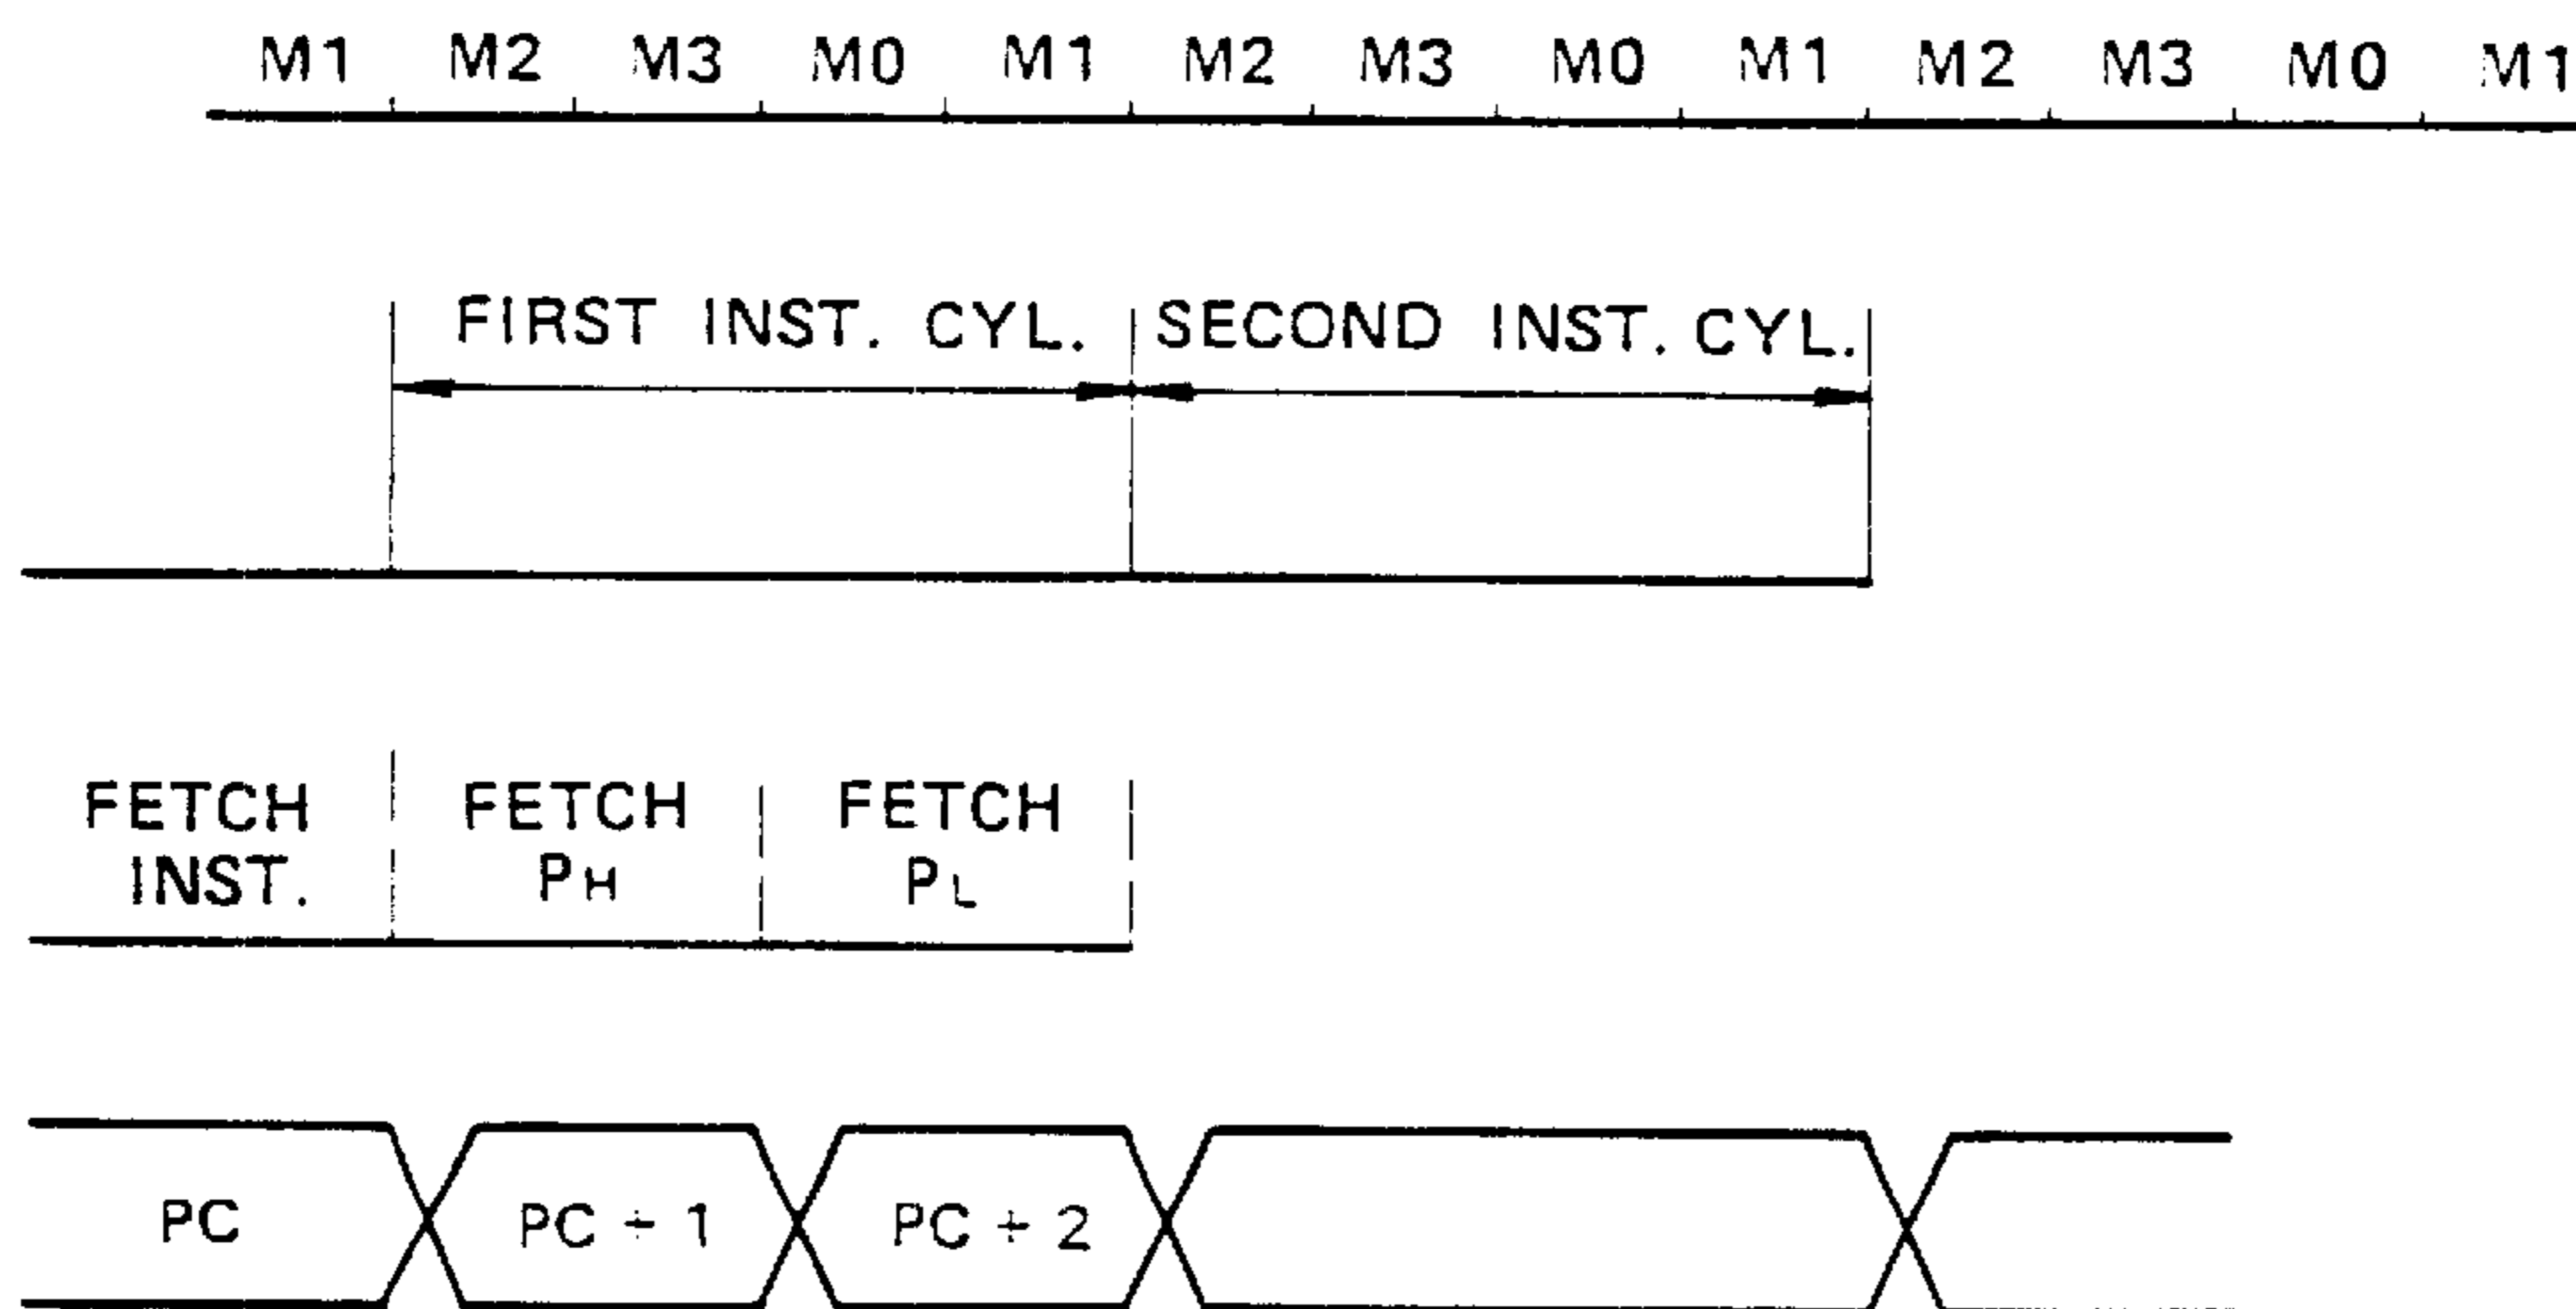 M1 M2 M3 M0 M1 M2 M3 M0 M1 M2 M3 M0 M1
FIRST INST. CYL. SECOND INST. CYL.
FETCH FETCH FETCH
INST. PH PL
PC PC + 1 PC + 2